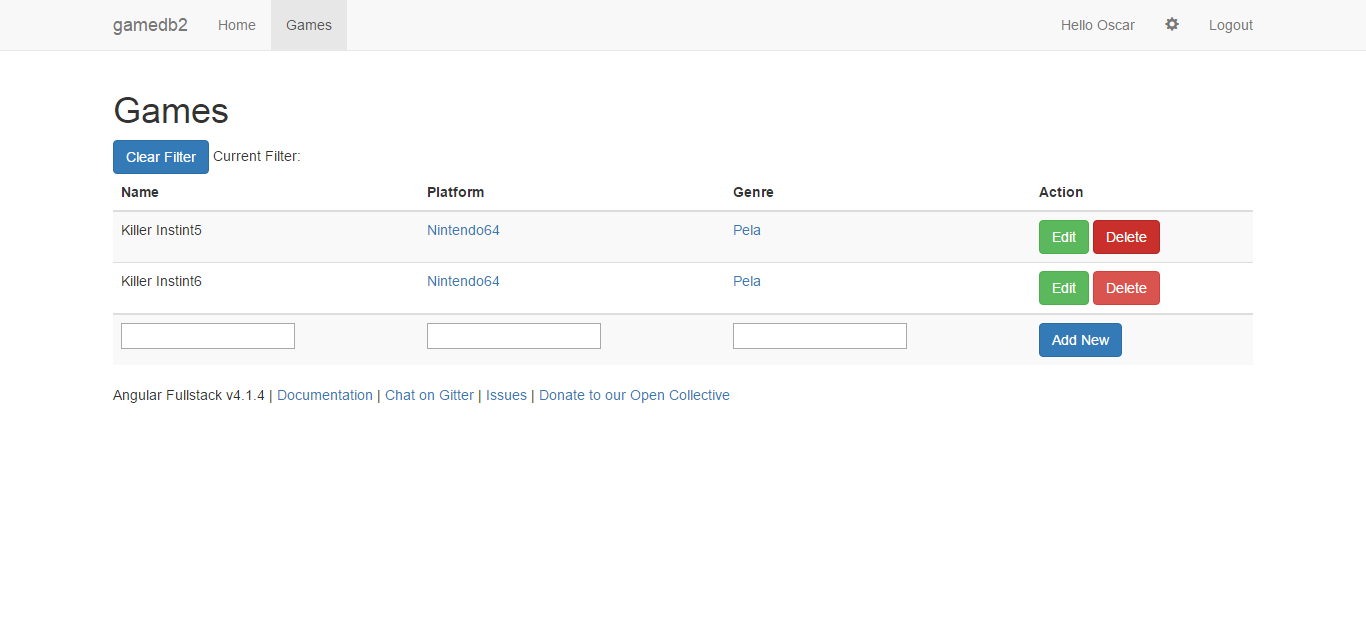 gamedb2 Home Games Hello Oscar Logout
Games
Clear Filter Current Filter:
Name Platform Genre Action
Killer Instint5 Nintendo64 Pela Edit Delete
Killer Instint6 Nintendo64 Pela Edit Delete
Add New
Angular Fullstack v4.1.4 | Documentation | Chat on Gitter | Issues | Donate to our Open Collective